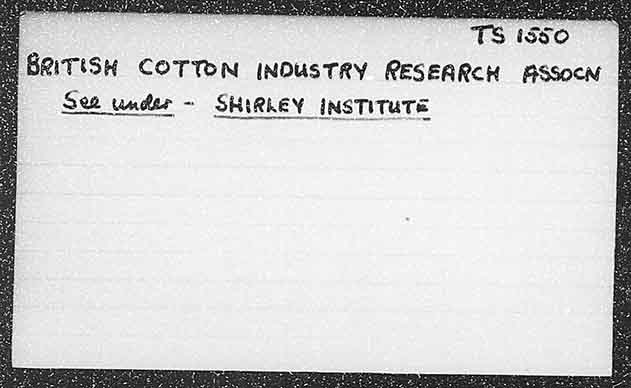 TS 1550
BRITISH COTTON INDUSTRY RESEARCH ASSOCN
See under - SHIRLEY INSTITUTE